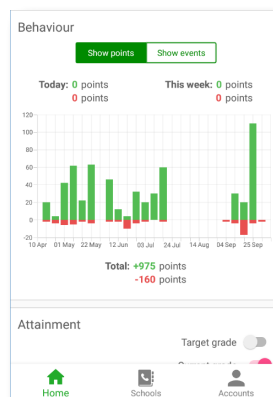 Behaviour
Show points Show events
Today: 0 points This week: 0 points
0 points 0 points
120
100
80
60
40
20
0
-20
10 Apr 01 May 22 May 12 Jun 03 Jul 24 Jul 14 Aug 04 Sep 25 Sep
Total: +975 points
-160 points
Attainment
Target grade
Current grade
Home Schools Accounts